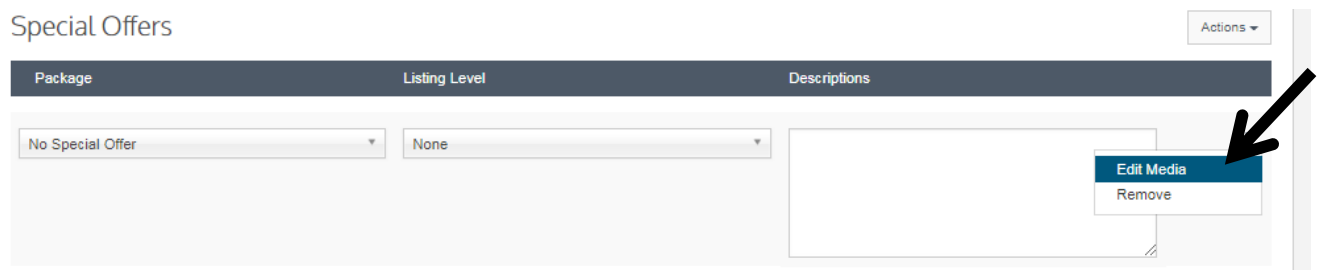 Special Offers
Actions
Package Listing Level Descriptions
No Special Offer None
Edit Media
Remove